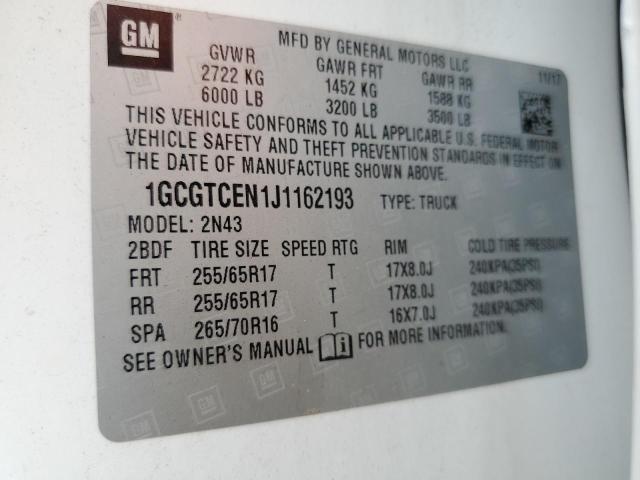 GM
MFD BY GENERAL MOTORS LLC
GVWR GAWR FRT GAWR RR 11/17
2722 KG 1452 KG 1588 KG
6000 LB 3200 LB 3500 LB
THIS VEHICLE CONFORMS TO ALL APPLICABLE U.S. FEDERAL MOTOR
VEHICLE SAFETY AND THEFT PREVENTION STANDARDS IN EFFECT ON
THE DATE OF MANUFACTURE SHOWN ABOVE.
1GCGTCEN1J1162193 TYPE: TRUCK
MODEL: 2N43
2BDF TIRE SIZE SPEED RTG RIM COLD TIRE PRESSURE
FRT 255/65R17 T 17X8.0J 240KPA(35PSI)
RR 255/65R17 T 17X8.0J 240KPA(35PSI)
SPA 265/70R16 T 16X7.0J 240KPA(35PSI)
SEE OWNER'S MANUAL i FOR MORE INFORMATION.